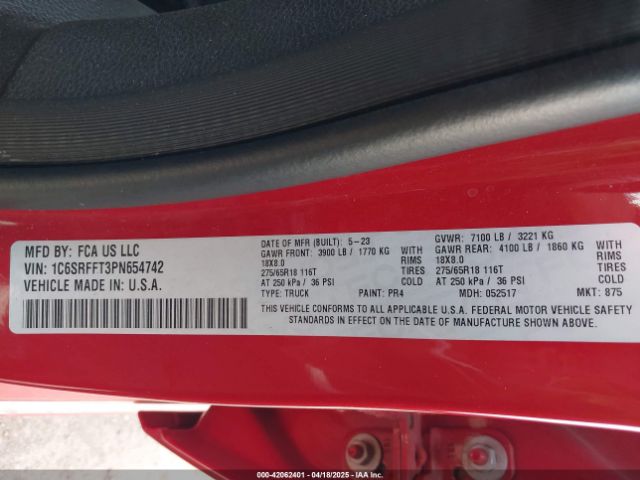 MFD BY: FCA US LLC
VIN: 1C6SRFFT3PN654742
VEHICLE MADE IN: U.S.A.
DATE OF MFR (BUILT): 5-23
GAWR FRONT: 3900 LB / 1770 KG WITH
18X8.0 RIMS
275/65R18 116T TIRES
AT 250 kPa / 36 PSI COLD
TYPE: TRUCK PAINT: PR4
GVWR: 7100 LB / 3221 KG
GAWR REAR: 4100 LB / 1860 KG WITH
18X8.0 RIMS
275/65R18 116T TIRES
AT 250 kPa / 36 PSI COLD
MDH: 052517 MKT: 875
THIS VEHICLE CONFORMS TO ALL APPLICABLE U.S.A. FEDERAL MOTOR VEHICLE SAFETY
STANDARDS IN EFFECT ON THE DATE OF MANUFACTURE SHOWN ABOVE.
000-42062401 - 04/18/2025 - IAAI.COM